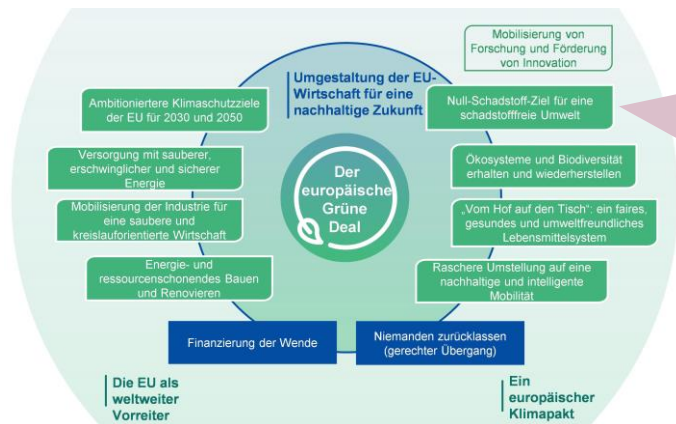 Mobilisierung von
Forschung und Förderung
von Innovation
Umgestaltung der EU-
Wirtschaft für eine
nachhaltige Zukunft
Ambitioniertere Klimaschutzziele
der EU für 2030 und 2050
Null-Schadstoff-Ziel für eine
schadstofffreie Umwelt
Versorgung mit sauberer,
erschwinglicher und sicherer
Energie
Ökosysteme und Biodiversität
erhalten und wiederherstellen
Der
europäische
Grüne
Deal
Mobilisierung der Industrie für
eine saubere und
kreislauforientierte Wirtschaft
„Vom Hof auf den Tisch“: ein faires,
gesundes und umweltfreundliches
Lebensmittelsystem
Energie- und
ressourcenschonendes Bauen
und Renovieren
Raschere Umstellung auf eine
nachhaltige und intelligente
Mobilität
Finanzierung der Wende
Niemanden zurücklassen
(gerechter Übergang)
Die EU als
weltweiter
Vorreiter
Ein
europäischer
Klimapakt